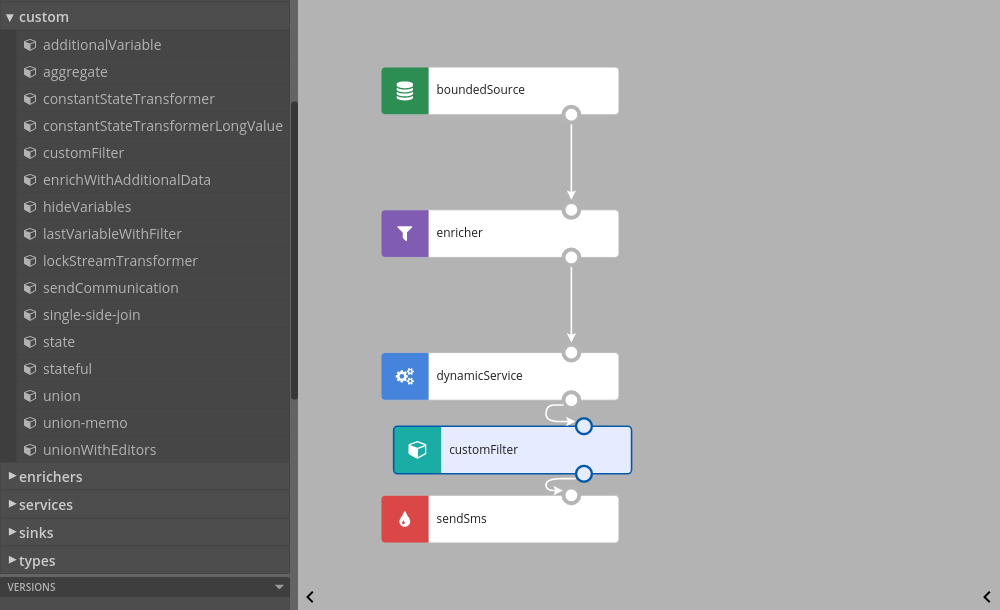 custom
additionalVariable
aggregate
constantStateTransformer
constantStateTransformerLongValue
customFilter
enrichWithAdditionalData
hideVariables
lastVariableWithFilter
lockStreamTransformer
sendCommunication
single-side-join
state
stateful
union
union-memo
unionWithEditors
enrichers
services
sinks
types
VERSIONS
boundedSource
enricher
dynamicService
customFilter
sendSms